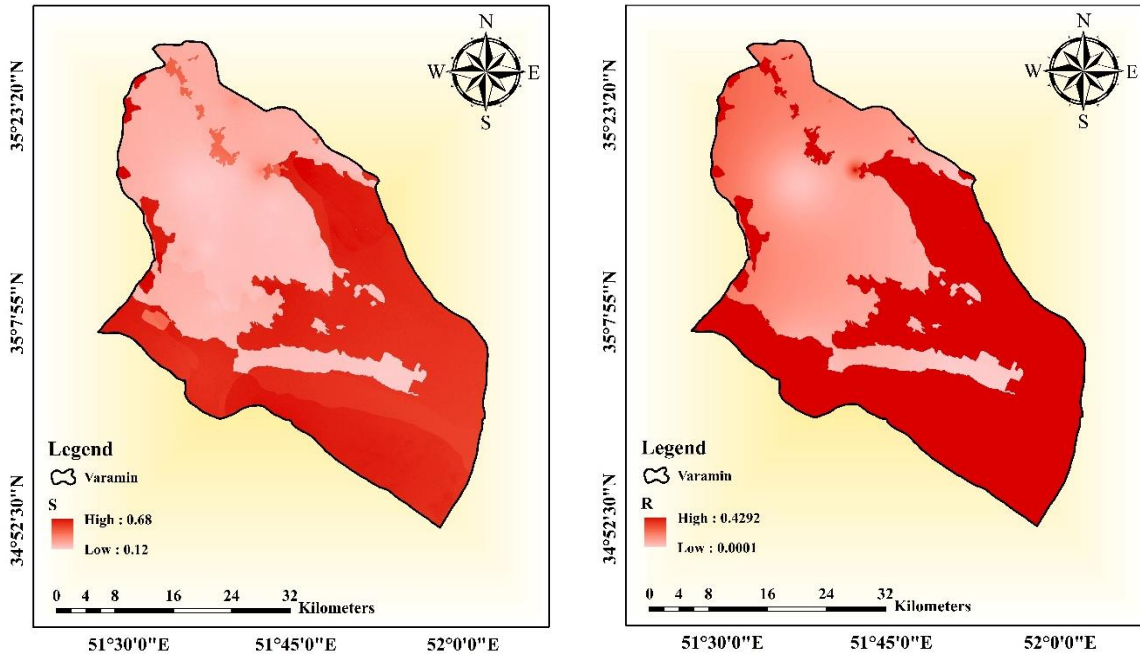 N
W E
S
35°23'20"N
35°7'55"N
34°52'30"N
Legend
Varamin
S
High : 0.68
Low : 0.12
0 4 8 16 24 32
Kilometers
51°30'0"E 51°45'0"E 52°0'0"E
N
W E
S
35°23'20"N
35°7'55"N
34°52'30"N
Legend
Varamin
R
High : 0.4292
Low : 0.0001
0 4 8 16 24 32
Kilometers
51°30'0"E 51°45'0"E 52°0'0"E